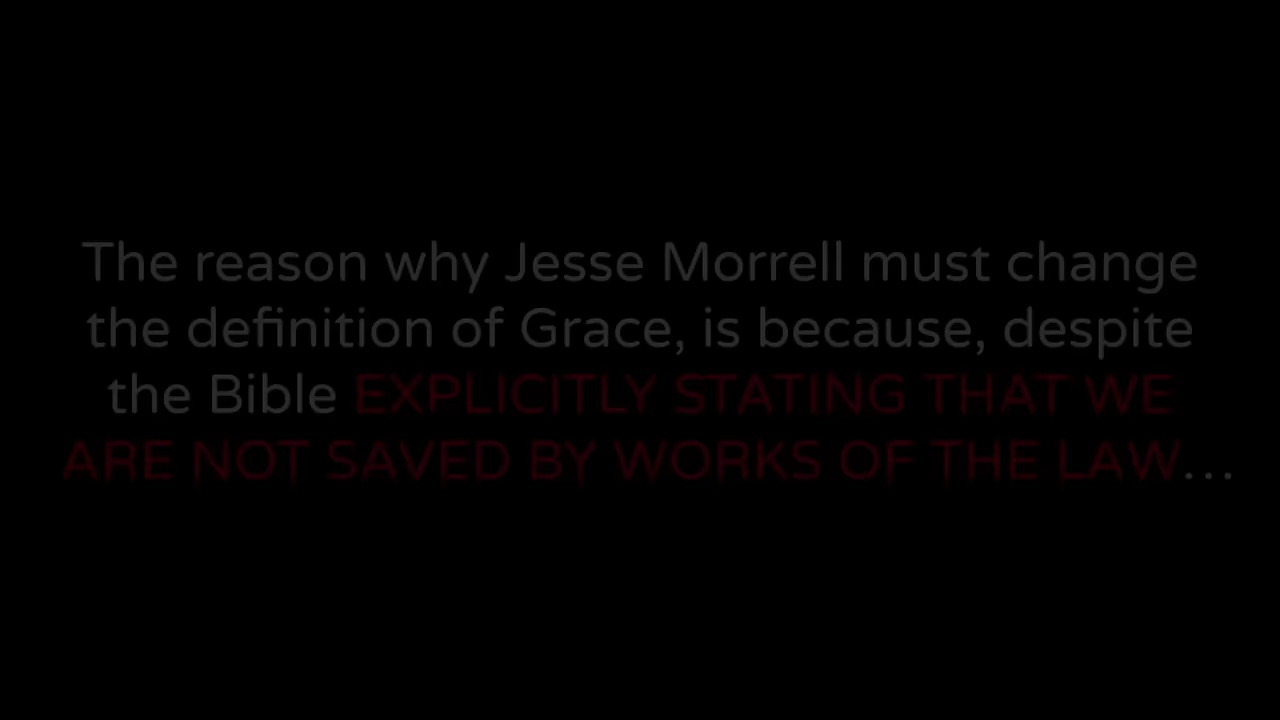 The reason why Jesse Morrell must change
the definition of Grace, is because, despite
the Bible EXPLICITLY STATING THAT WE
ARE NOT SAVED BY WORKS OF THE LAW...